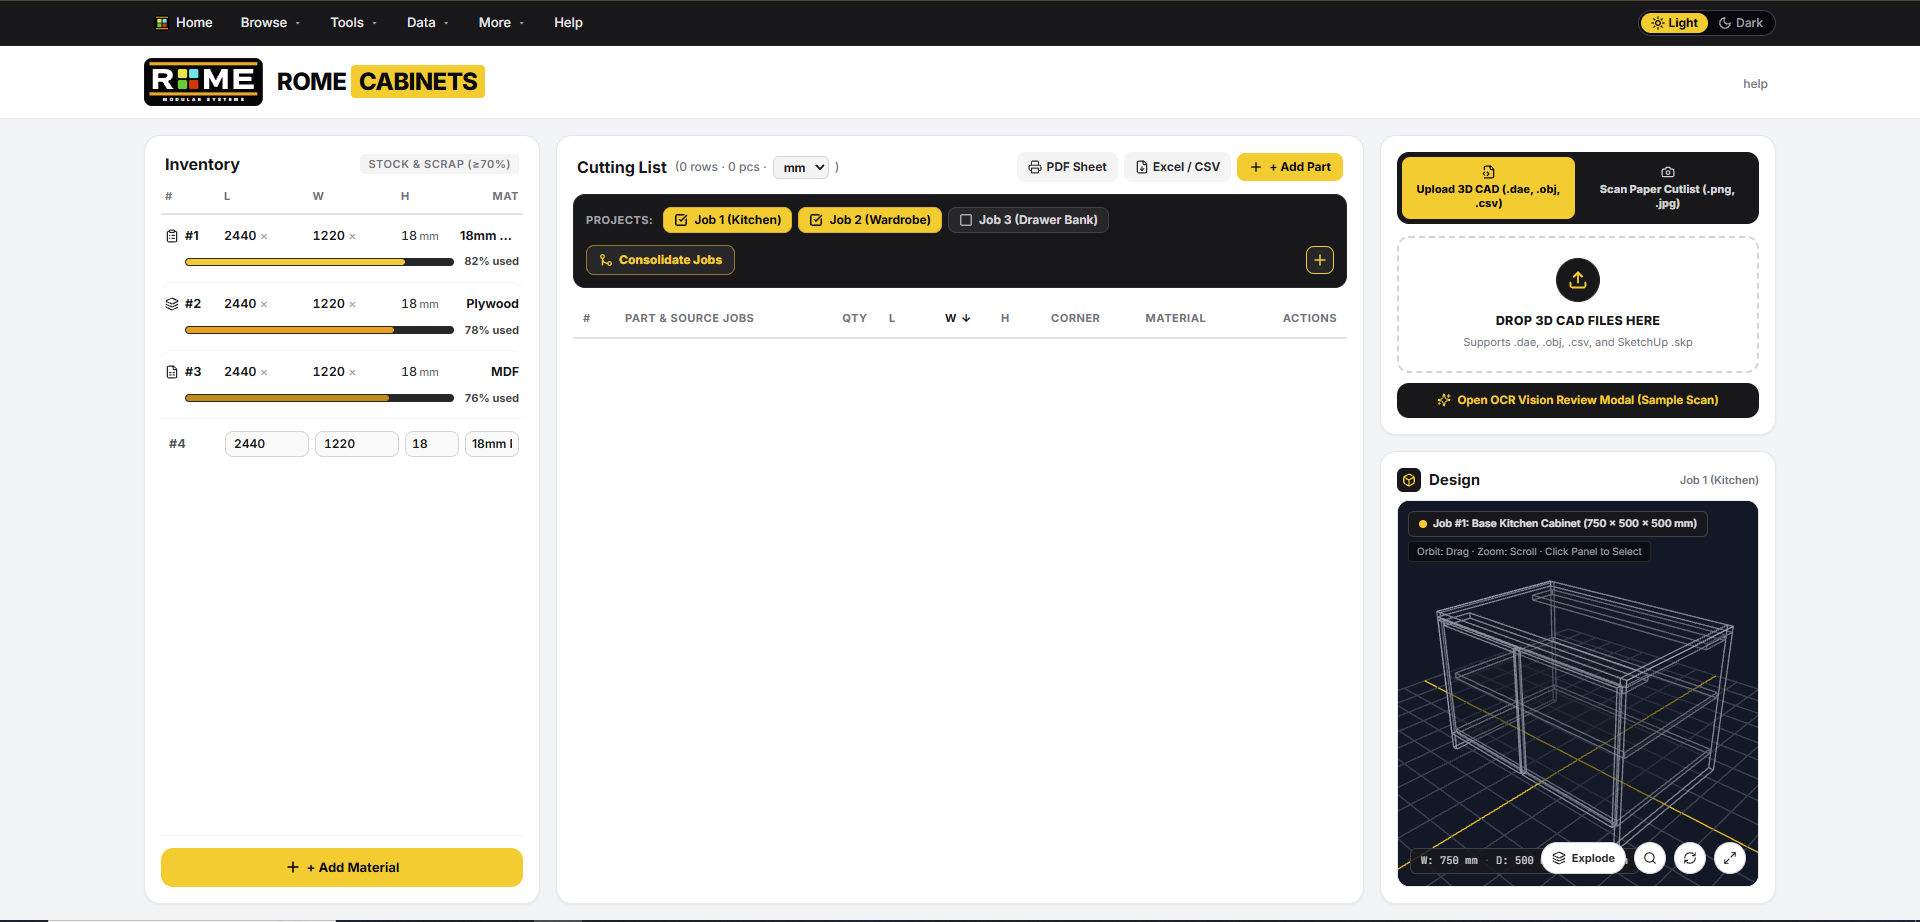 Home Browse Tools Data More Help Light Dark
ROME
MODULAR SYSTEMS
ROME CABINETS
help
Inventory STOCK & SCRAP (≥70%)
# L W H MAT
#1 2440 × 1220 × 18 mm 18mm ...
82% used
#2 2440 × 1220 × 18 mm Plywood
78% used
#3 2440 × 1220 × 18 mm MDF
76% used
#4 2440 1220 18 18mm
+ Add Material
Cutting List (0 rows · 0 pcs · mm ) PDF Sheet Excel / CSV + Add Part
PROJECTS: Job 1 (Kitchen) Job 2 (Wardrobe) Job 3 (Drawer Bank)
Consolidate Jobs
# PART & SOURCE JOBS QTY L W ↓ H CORNER MATERIAL ACTIONS
Upload 3D CAD (.dae, .obj, .csv)
Scan Paper Cutlist (.png, .jpg)
DROP 3D CAD FILES HERE
Supports .dae, .obj, .csv, and SketchUp .skp
Open OCR Vision Review Modal (Sample Scan)
Design Job 1 (Kitchen)
Job #1: Base Kitchen Cabinet (750 × 500 × 500 mm)
Orbit: Drag · Zoom: Scroll · Click Panel to Select
W: 750 mm · D: 500 Explode